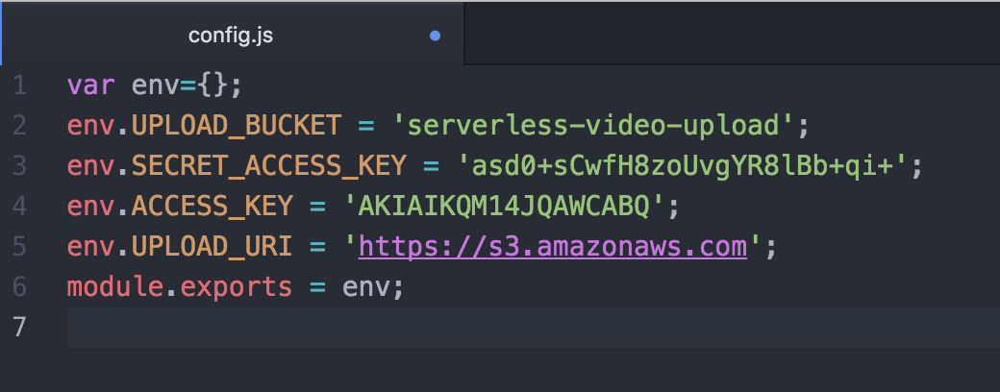 config.js
1 var env={};
2 env.UPLOAD_BUCKET = 'serverless-video-upload';
3 env.SECRET_ACCESS_KEY = 'asd0+sCwfH8zoUvgYR8lBb+qi+';
4 env.ACCESS_KEY = 'AKIAIKQM14JQAWCABQ';
5 env.UPLOAD_URI = 'https://s3.amazonaws.com';
6 module.exports = env;
7